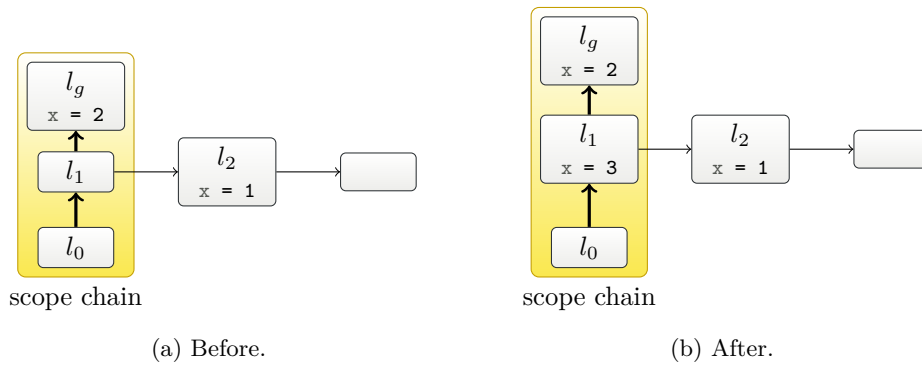 l_g
x = 2
l_1
l_2
x = 1
l_0
scope chain
(a) Before.
l_g
x = 2
l_1
x = 3
l_2
x = 1
l_0
scope chain
(b) After.